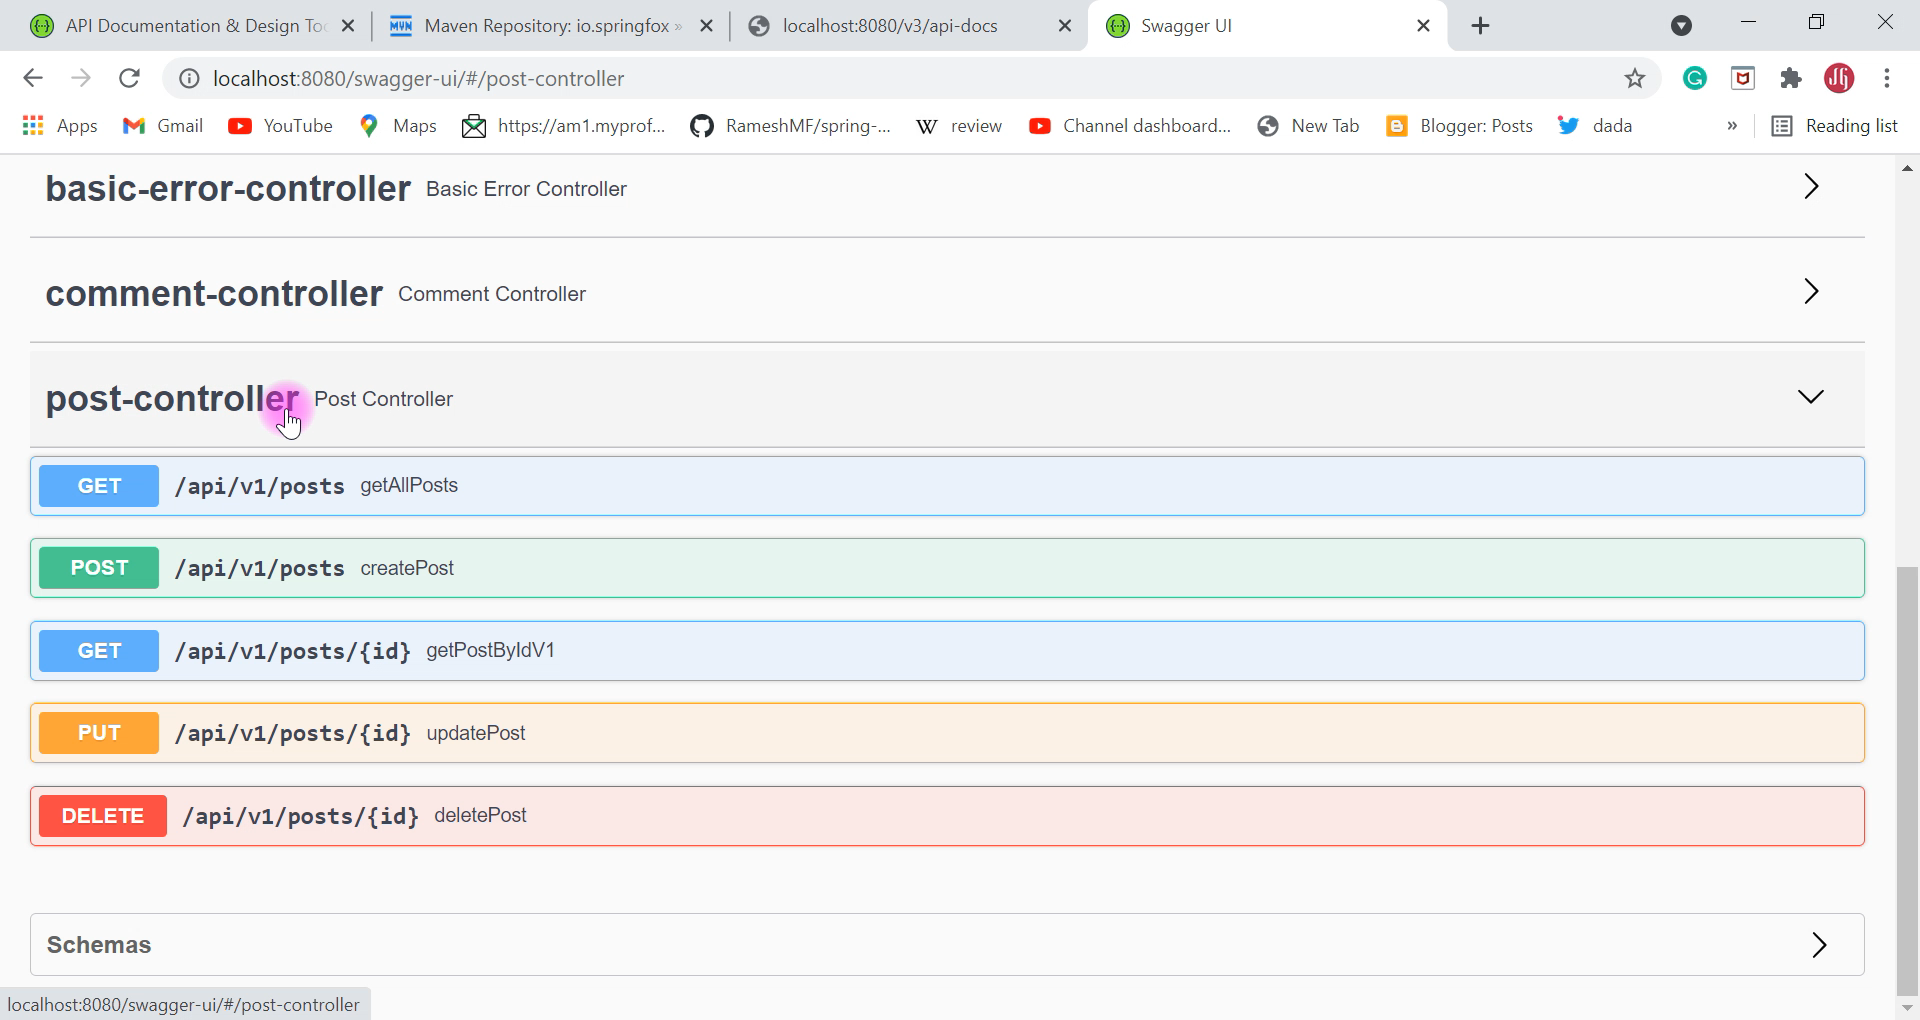 API Documentation & Design To
Maven Repository: io.springfox »
localhost:8080/v3/api-docs
Swagger UI
localhost:8080/swagger-ui/#/post-controller
Apps
Gmail
YouTube
Maps
https://am1.myprof...
RameshMF/spring-...
W review
Channel dashboard...
New Tab
Blogger: Posts
dada
»
Reading list
basic-error-controller Basic Error Controller
comment-controller Comment Controller
post-controller Post Controller
GET /api/v1/posts getAllPosts
POST /api/v1/posts createPost
GET /api/v1/posts/{id} getPostByIdV1
PUT /api/v1/posts/{id} updatePost
DELETE /api/v1/posts/{id} deletePost
Schemas
localhost:8080/swagger-ui/#/post-controller